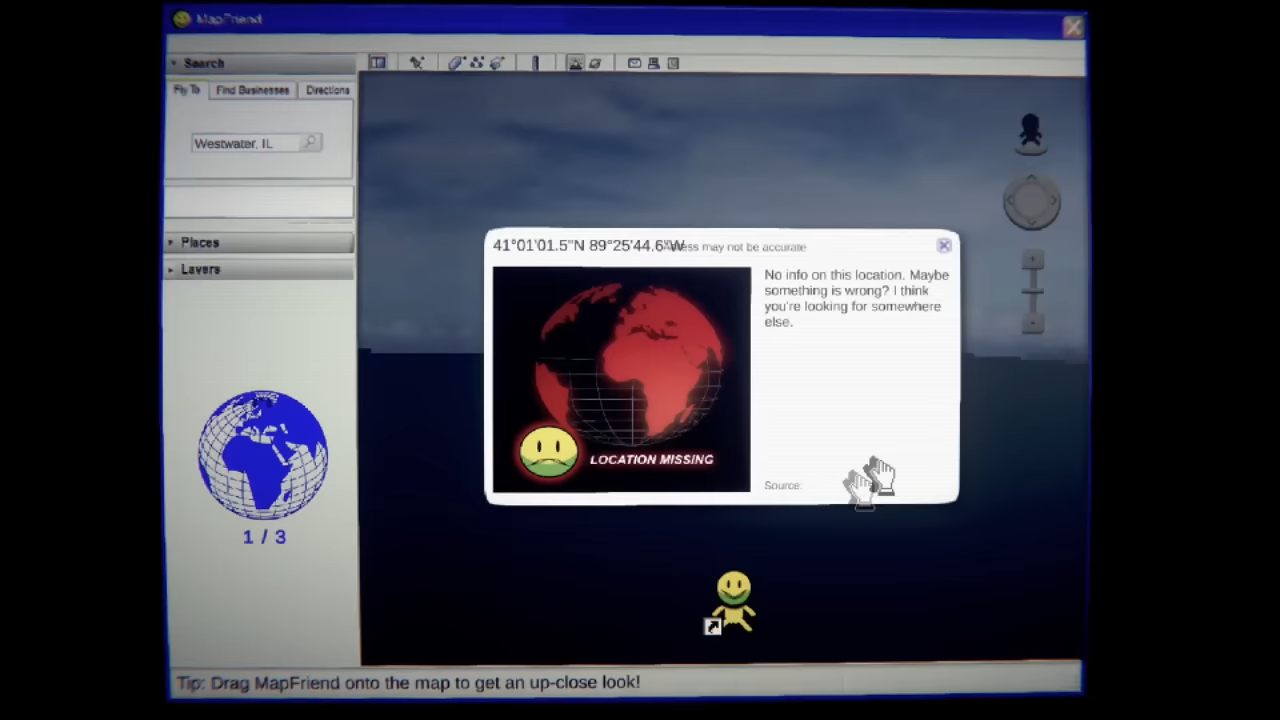 MapFriend
Search
Fly To
Find Businesses
Directions
Westwater, IL
Places
Layers
1 / 3
41°01'01.5"N 89°25'44.6"W
may not be accurate
No info on this location. Maybe
something is wrong? I think
you're looking for somewhere
else.
LOCATION MISSING
Source:
Tip: Drag MapFriend onto the map to get an up-close look!